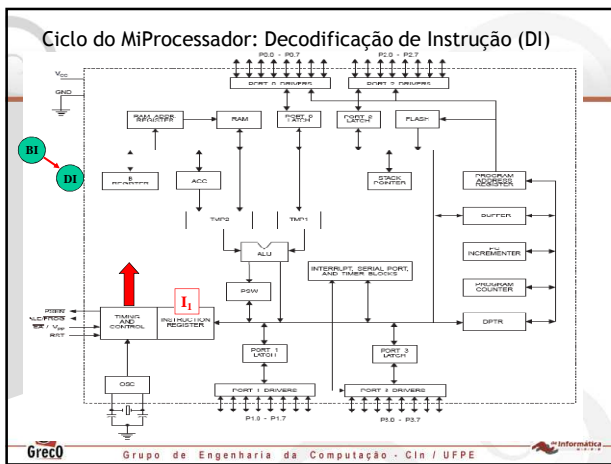 Ciclo do MiProcessador: Decodificação de Instrução (DI)
P0.0 - P0.7
P2.0 - P2.7
VCC
GND
PORT 0 DRIVERS
PORT 2 DRIVERS
RAM ADDR.
REGISTER
RAM
PORT 0
LATCH
PORT 2
LATCH
FLASH
BI
DI
B
REGISTER
ACC
STACK
POINTER
PROGRAM
ADDRESS
REGISTER
TMP2
TMP1
BUFFER
ALU
PC
INCREMENTER
INTERRUPT, SERIAL PORT,
AND TIMER BLOCKS
PSW
PROGRAM
COUNTER
I1
PSEN
ALE/PROG
EA / VPP
RST
TIMING
AND
CONTROL
INSTRUCTION
REGISTER
DPTR
PORT 1
LATCH
PORT 3
LATCH
OSC
PORT 1 DRIVERS
PORT 3 DRIVERS
P1.0 - P1.7
P3.0 - P3.7
GrecO
Grupo de Engenharia da Computação - CIn / UFPE
de Informática